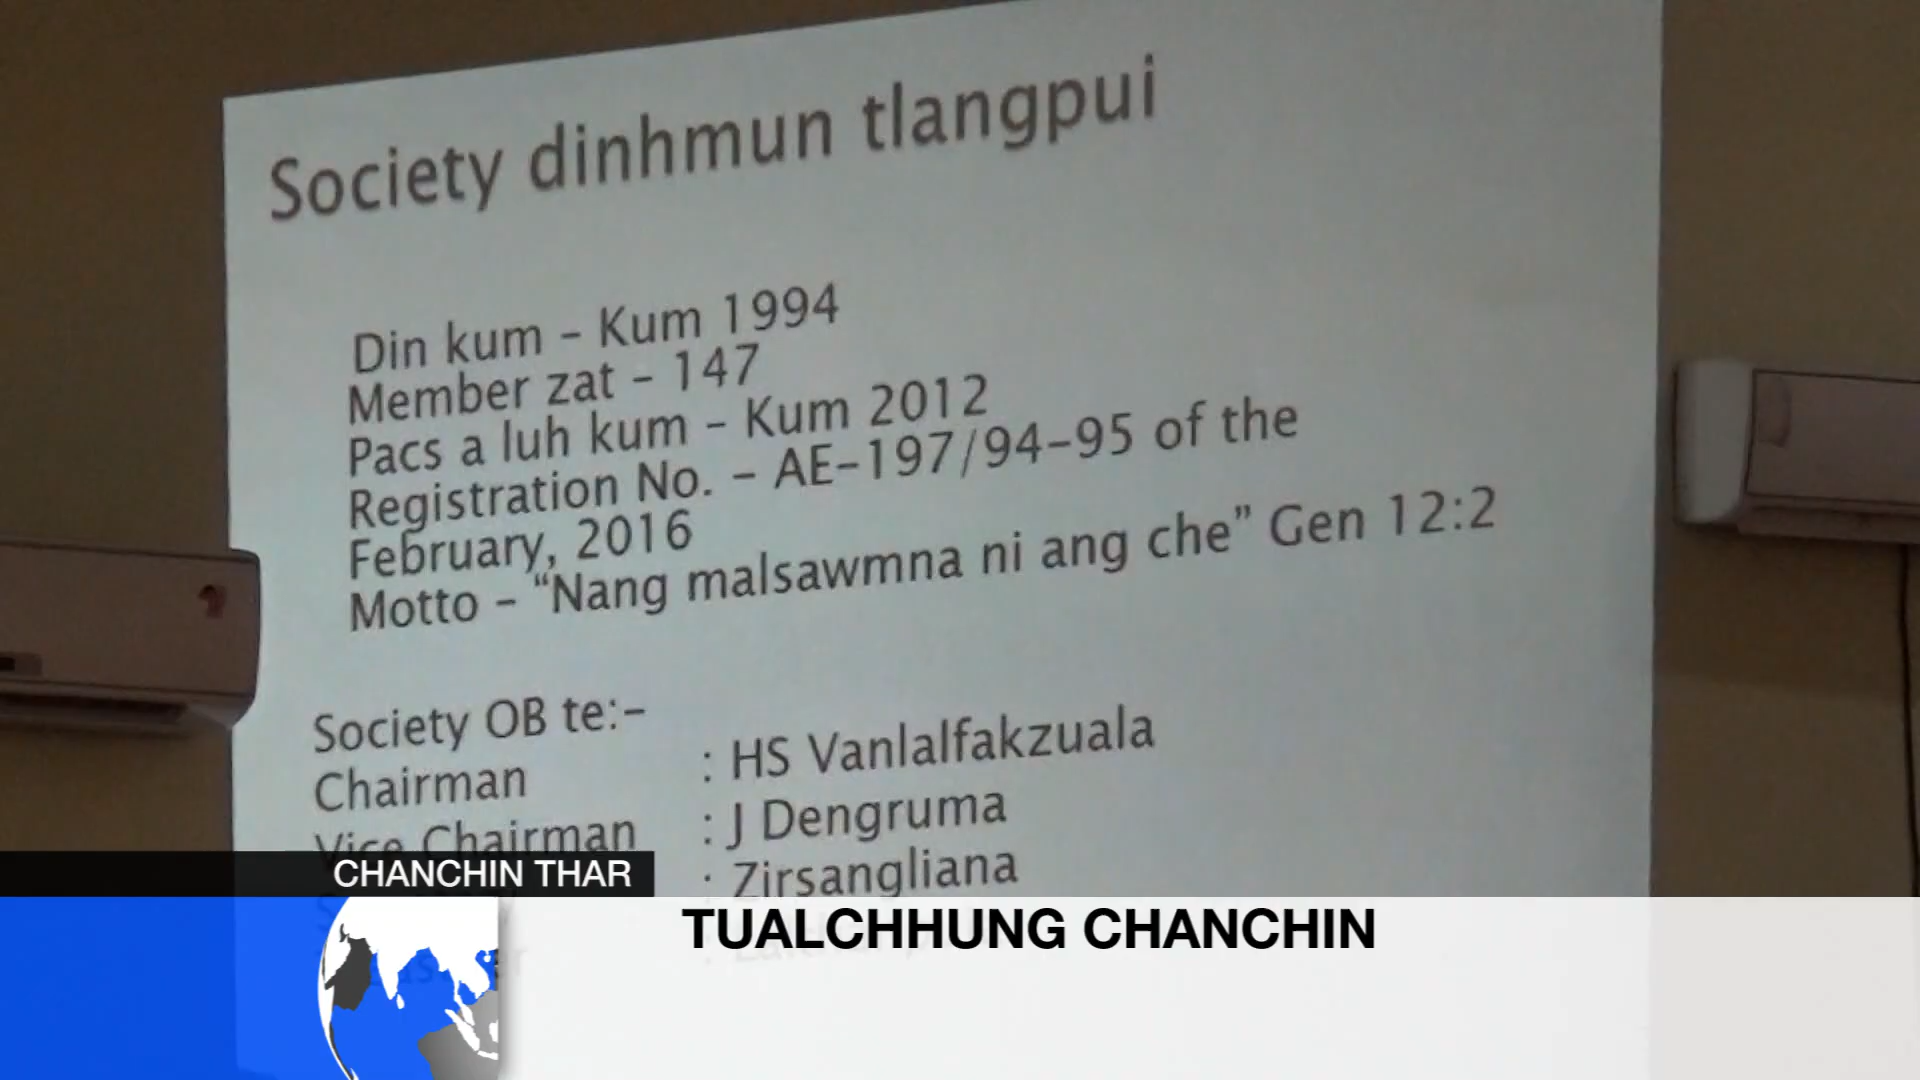 Society dinhmun tlangpui
Din kum – Kum 1994
Member zat – 147
Pacs a luh kum – Kum 2012
Registration No. – AE–197/94–95 of the
February, 2016
Motto – “Nang malsawmna ni ang che” Gen 12:2
Society OB te:–
Chairman : HS Vanlalfakzuala
Vice Chairman : J Dengruma
: Zirsangliana
CHANCHIN THAR
TUALCHHUNG CHANCHIN